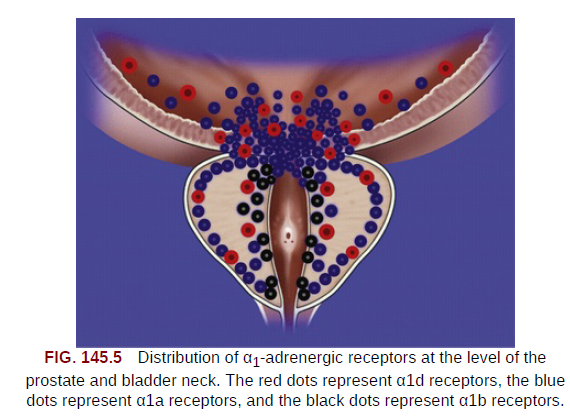 FIG. 145.5 Distribution of α1-adrenergic receptors at the level of the
prostate and bladder neck. The red dots represent α1d receptors, the blue
dots represent α1a receptors, and the black dots represent α1b receptors.